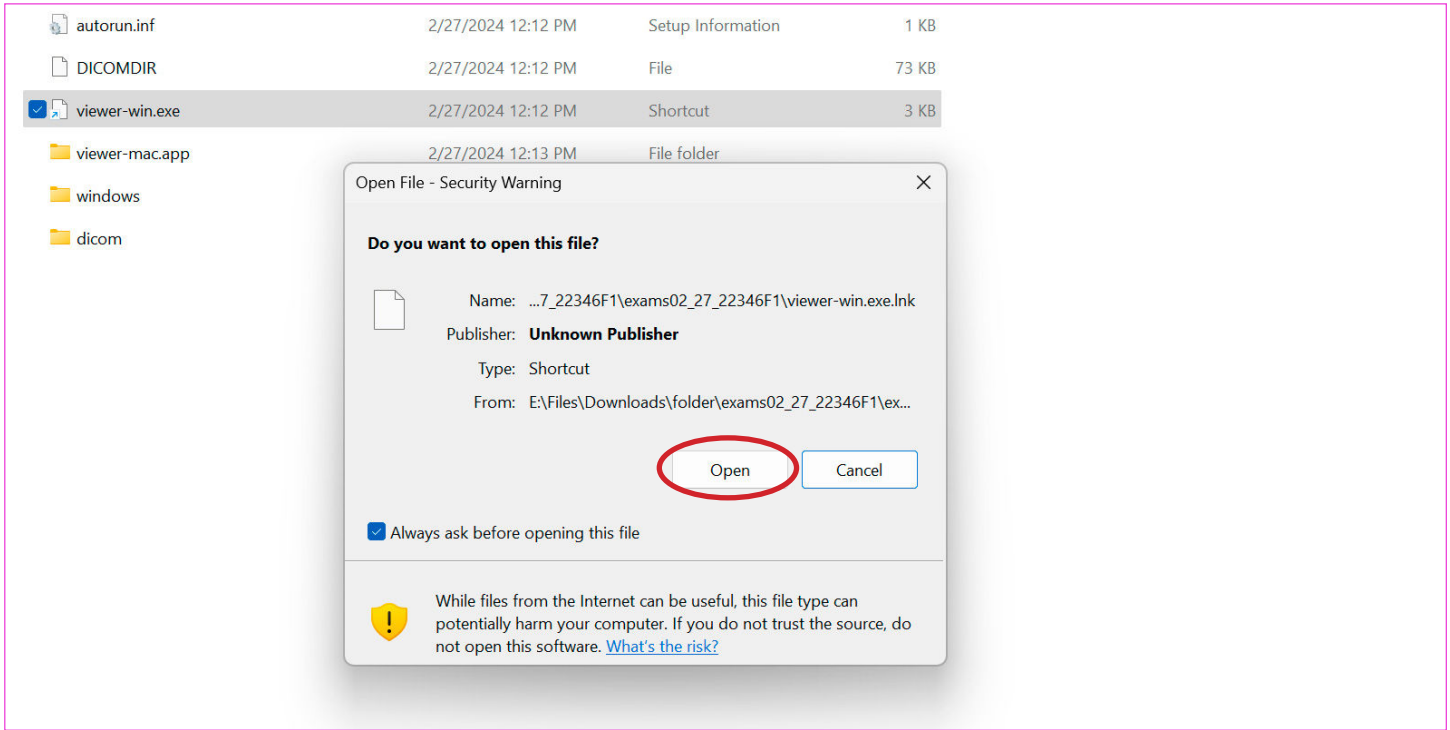 autorun.inf 2/27/2024 12:12 PM Setup Information 1 KB
DICOMDIR 2/27/2024 12:12 PM File 73 KB
viewer-win.exe 2/27/2024 12:12 PM Shortcut 3 KB
viewer-mac.app 2/27/2024 12:13 PM File folder
windows
dicom
Open File - Security Warning
Do you want to open this file?
Name: ...7_22346F1\exams02_27_22346F1\viewer-win.exe.lnk
Publisher: Unknown Publisher
Type: Shortcut
From: E:\Files\Downloads\folder\exams02_27_22346F1\ex...
Open Cancel
Always ask before opening this file
While files from the Internet can be useful, this file type can
potentially harm your computer. If you do not trust the source, do
not open this software. What's the risk?